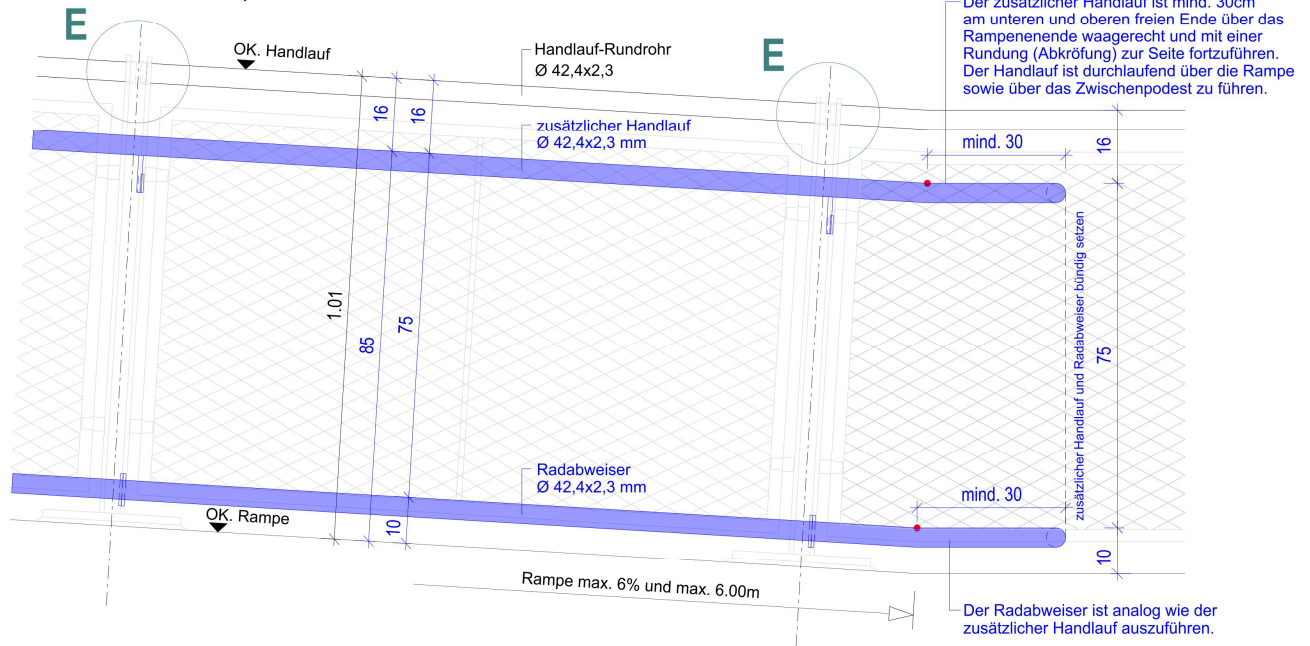 Der zusätzlicher Handlauf ist mind. 30cm
am unteren und oberen freien Ende über das
Rampenenende waagerecht und mit einer
Rundung (Abkröfung) zur Seite fortzuführen.
Der Handlauf ist durchlaufend über die Rampe
sowie über das Zwischenpodest zu führen.
E
OK. Handlauf
Handlauf-Rundrohr
Ø 42,4x2,3
E
16
16
zusätzlicher Handlauf
Ø 42,4x2,3 mm
mind. 30
16
1.01
85
75
zusätzlicher Handlauf und Radabweiser bündig setzen
75
Radabweiser
Ø 42,4x2,3 mm
mind. 30
OK. Rampe
10
10
Rampe max. 6% und max. 6.00m
Der Radabweiser ist analog wie der
zusätzlicher Handlauf auszuführen.